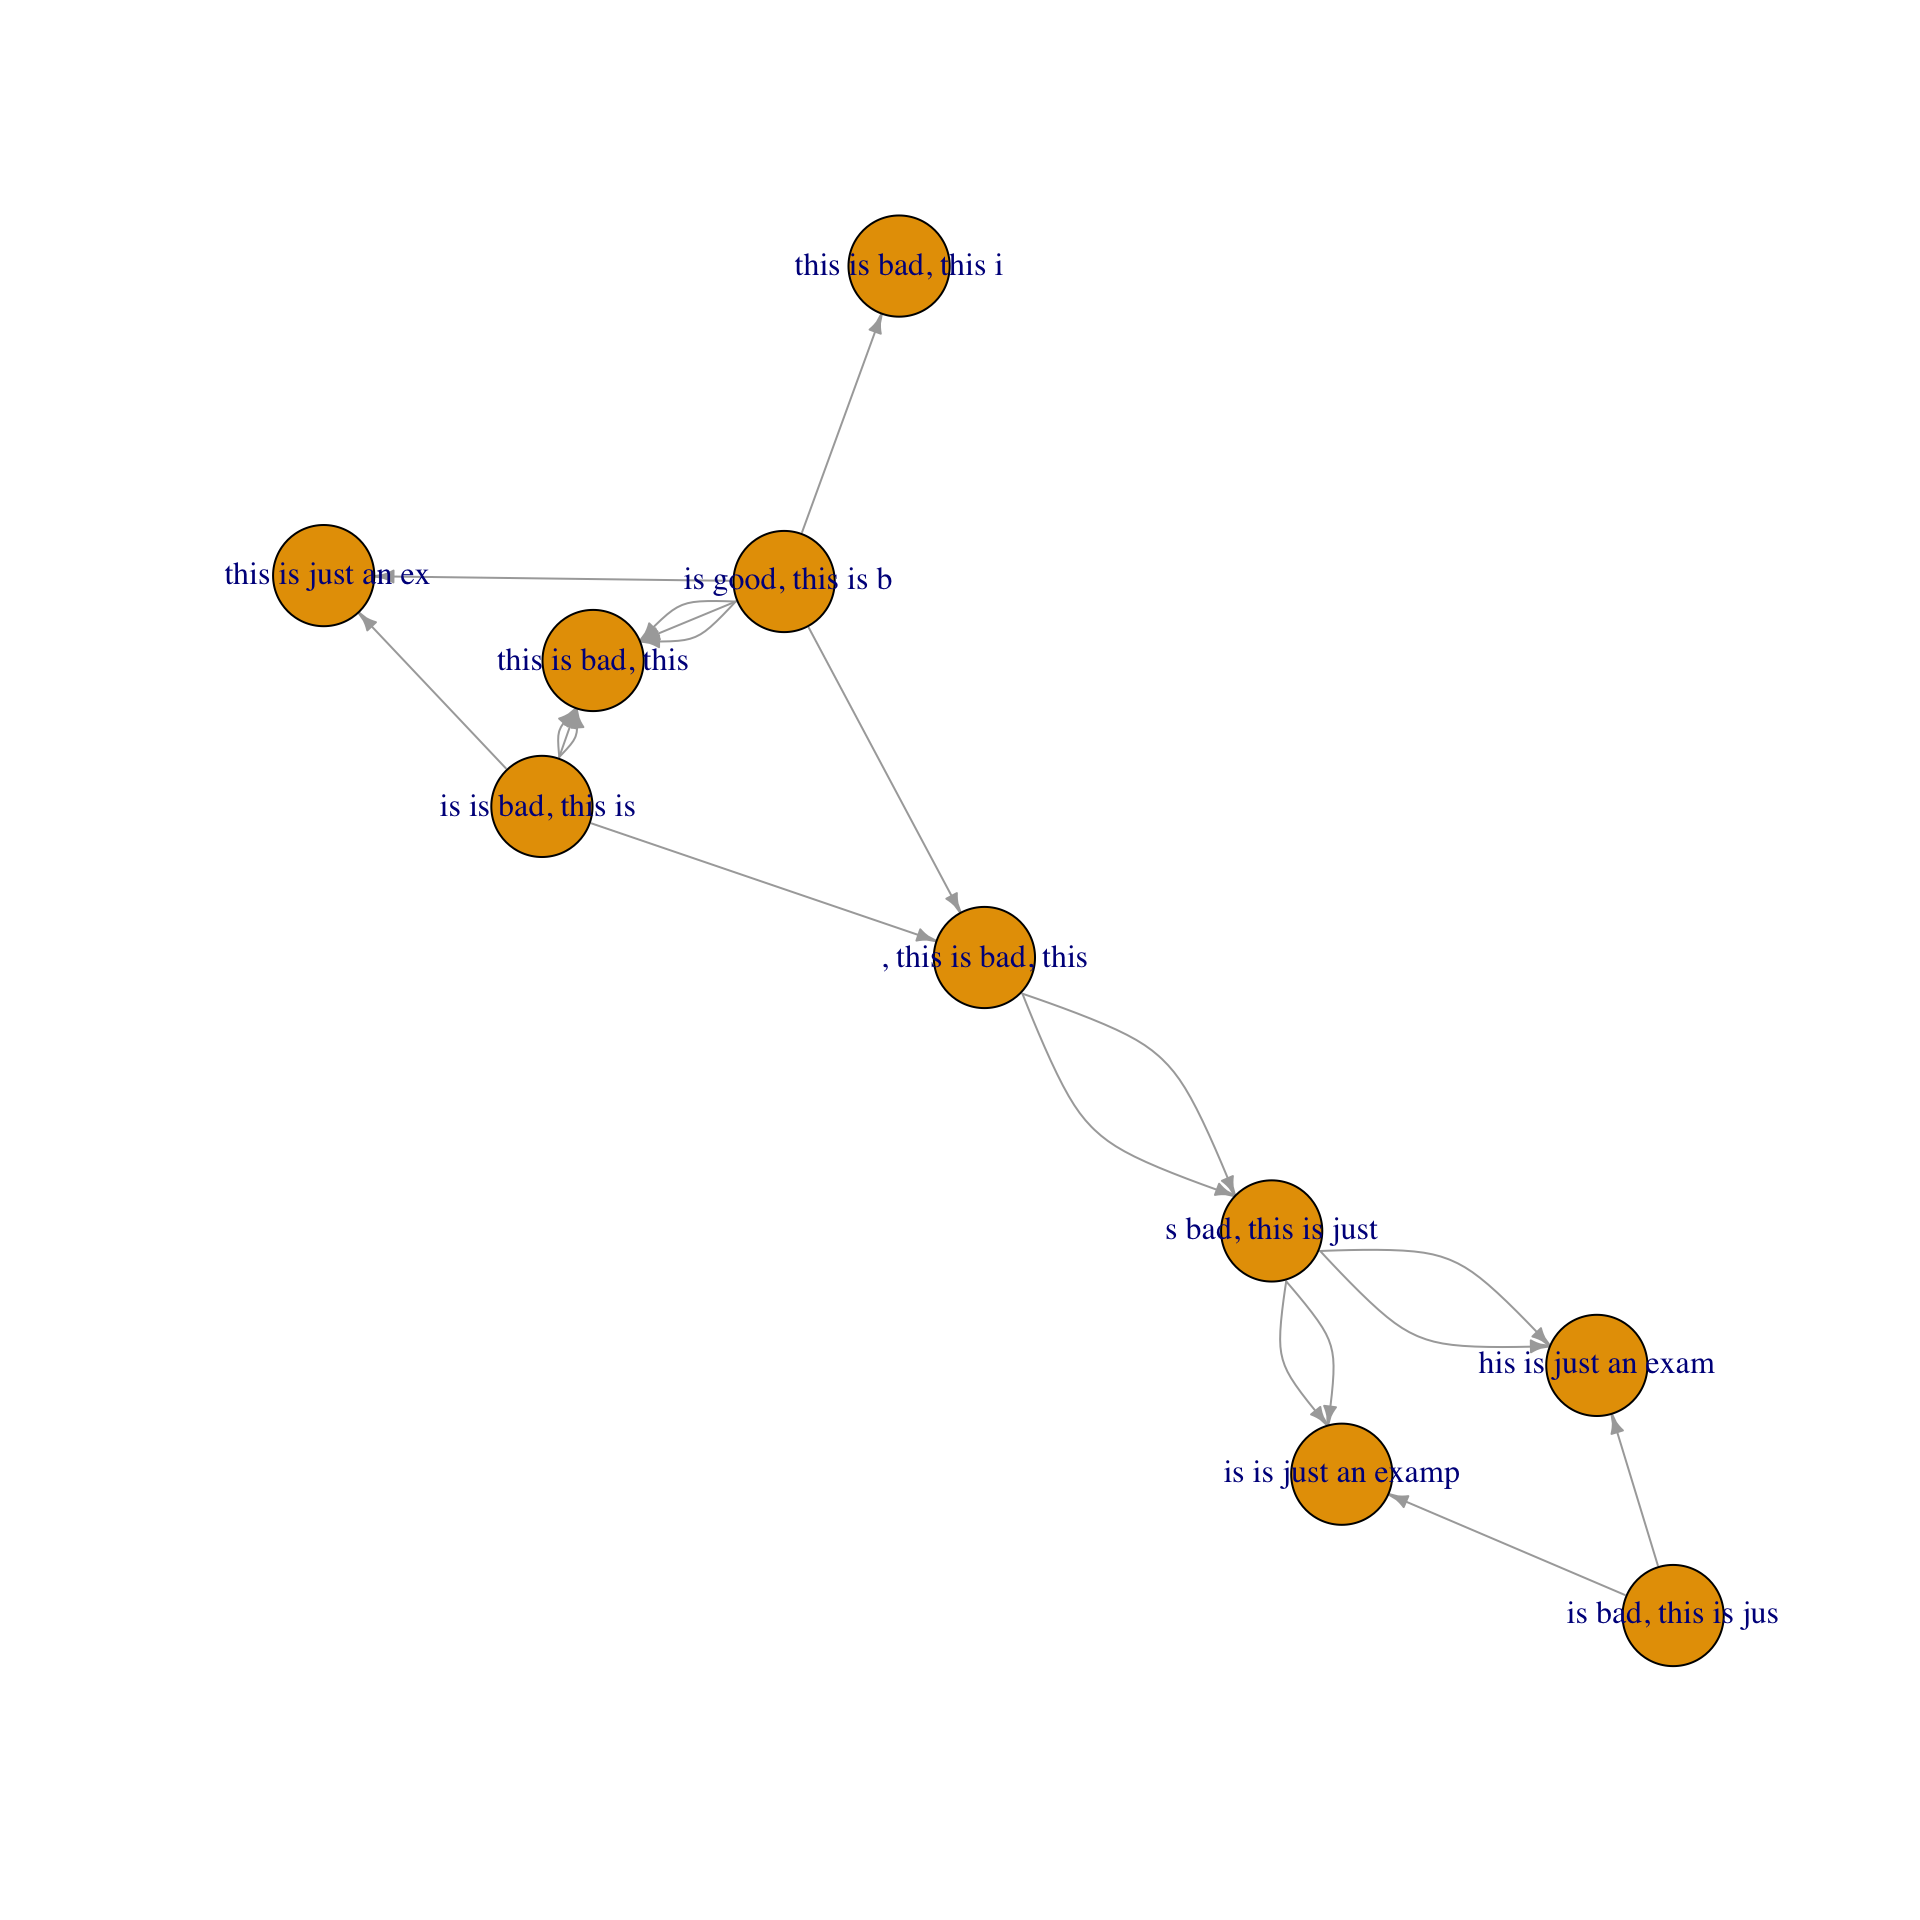 this is bad, this i
this is just an ex
is good, this is b
this is bad, this
is is bad, this is
, this is bad, this
s bad, this is just
his is just an exam
is is just an examp
is bad, this is jus